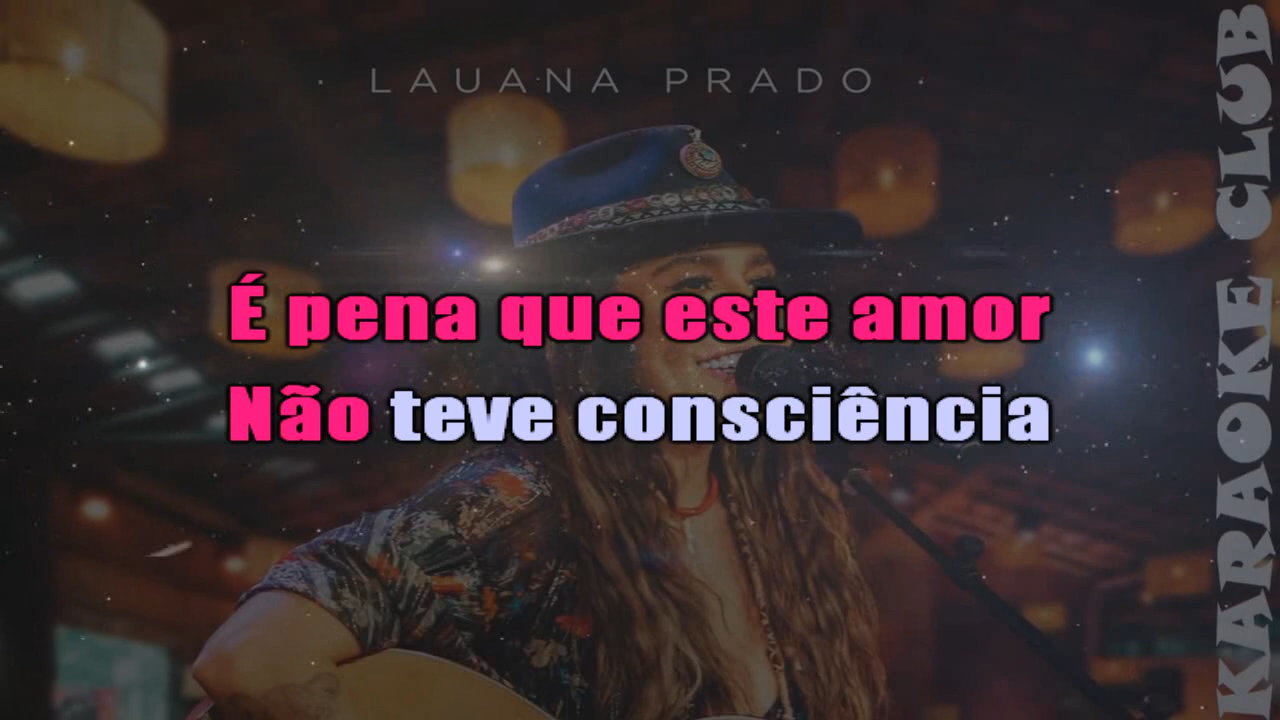 · LAUANA PRADO ·
É pena que este amor
Não teve consciência
KARAOKE CLUB